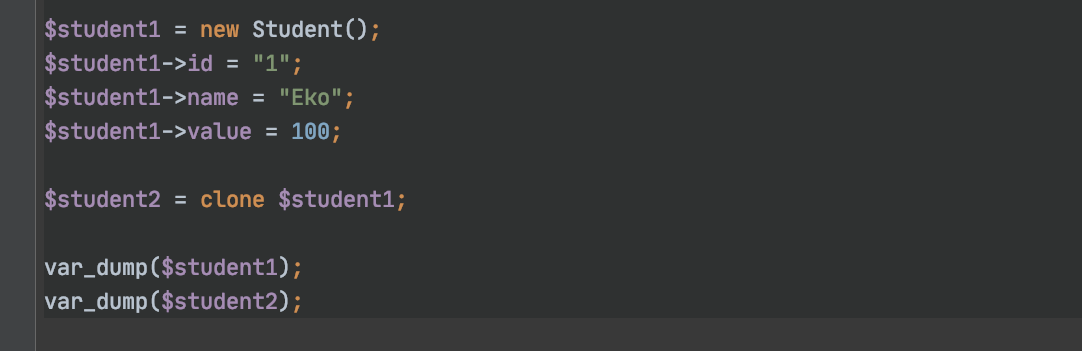 $student1 = new Student();
$student1->id = "1";
$student1->name = "Eko";
$student1->value = 100;
$student2 = clone $student1;
var_dump($student1);
var_dump($student2);